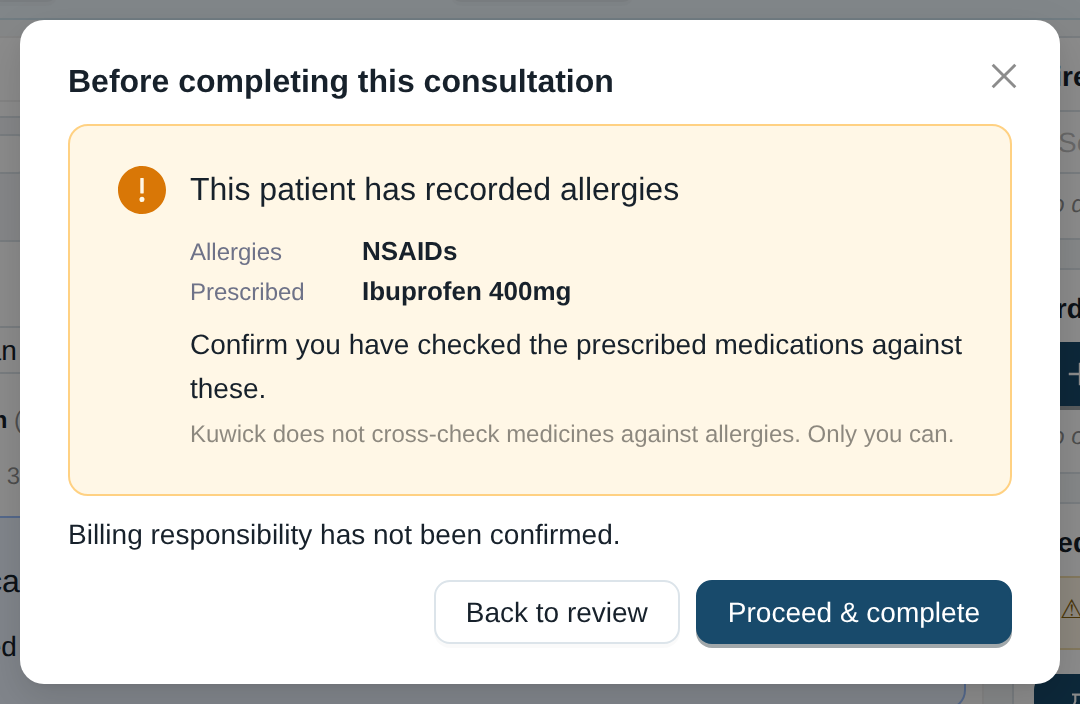 Before completing this consultation
This patient has recorded allergies
Allergies NSAIDs
Prescribed Ibuprofen 400mg
Confirm you have checked the prescribed medications against
these.
Kuwick does not cross-check medicines against allergies. Only you can.
Billing responsibility has not been confirmed.
Back to review Proceed & complete